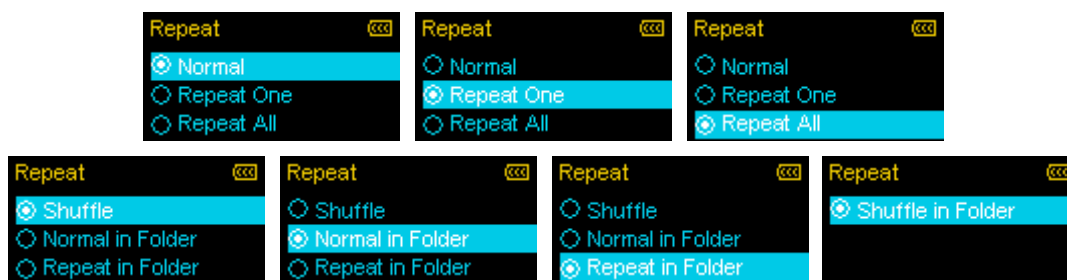 Repeat
Normal
Repeat One
Repeat All
Repeat
Normal
Repeat One
Repeat All
Repeat
Normal
Repeat One
Repeat All
Repeat
Shuffle
Normal in Folder
Repeat in Folder
Repeat
Shuffle
Normal in Folder
Repeat in Folder
Repeat
Shuffle
Normal in Folder
Repeat in Folder
Repeat
Shuffle in Folder